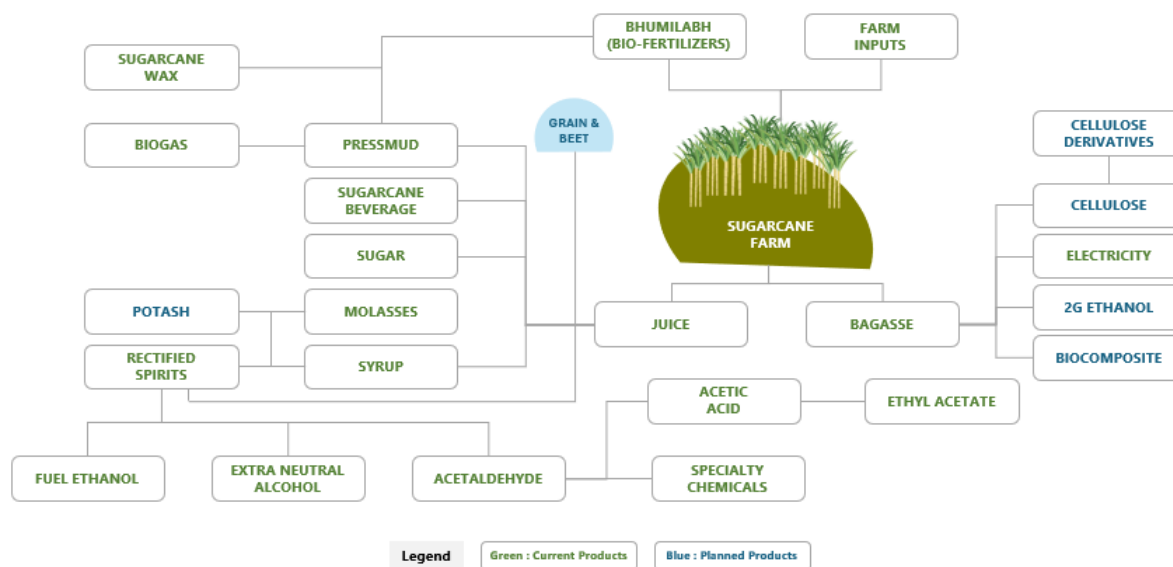 BHUMILABH
(BIO-FERTILIZERS)
FARM
INPUTS
SUGARCANE
WAX
GRAIN &
BEET
CELLULOSE
DERIVATIVES
BIOGAS
PRESSMUD
SUGARCANE
BEVERAGE
CELLULOSE
SUGARCANE
FARM
SUGAR
ELECTRICITY
POTASH
MOLASSES
JUICE
BAGASSE
2G ETHANOL
RECTIFIED
SPIRITS
SYRUP
BIOCOMPOSITE
ACETIC
ACID
ETHYL ACETATE
FUEL ETHANOL
EXTRA NEUTRAL
ALCOHOL
ACETALDEHYDE
SPECIALTY
CHEMICALS
Legend
Green : Current Products
Blue : Planned Products